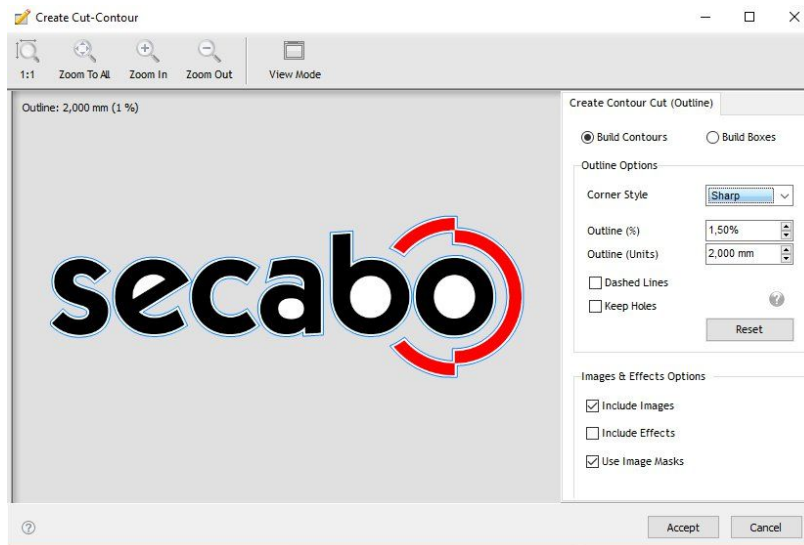 Create Cut-Contour
1:1
Zoom To All
Zoom In
Zoom Out
View Mode
Outline: 2,000 mm (1 %)
secabo
Create Contour Cut (Outline)
Build Contours
Build Boxes
Outline Options
Corner Style
Sharp
Outline (%)
1,50%
Outline (Units)
2,000 mm
Dashed Lines
Keep Holes
Reset
Images & Effects Options
Include Images
Include Effects
Use Image Masks
Accept
Cancel